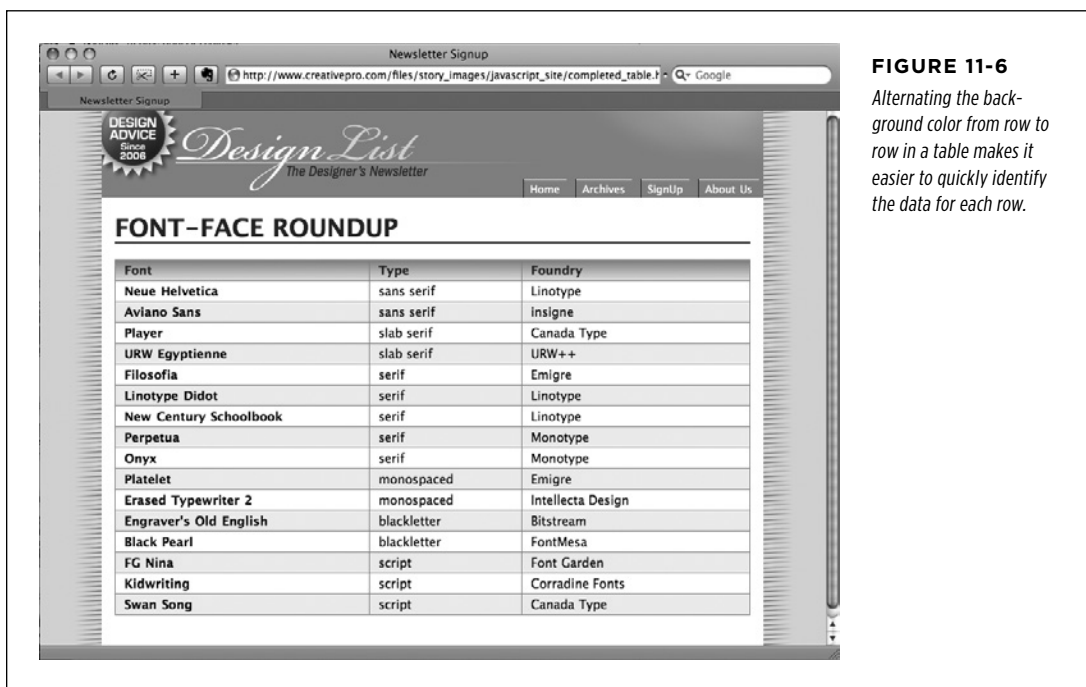 Newsletter Signup
http://www.creativepro.com/files/story_images/javascript_site/completed_table.h
Google
Newsletter Signup
DESIGN
ADVICE
Since
2006
Design List
The Designer's Newsletter
Home Archives SignUp About Us
FONT-FACE ROUNDUP
Font Type Foundry
Neue Helvetica sans serif Linotype
Aviano Sans sans serif insigne
Player slab serif Canada Type
URW Egyptienne slab serif URW++
Filosofia serif Emigre
Linotype Didot serif Linotype
New Century Schoolbook serif Linotype
Perpetua serif Monotype
Onyx serif Monotype
Platelet monospaced Emigre
Erased Typewriter 2 monospaced Intellecta Design
Engraver's Old English blackletter Bitstream
Black Pearl blackletter FontMesa
FG Nina script Font Garden
Kidwriting script Corradine Fonts
Swan Song script Canada Type
FIGURE 11-6
Alternating the back-
ground color from row to
row in a table makes it
easier to quickly identify
the data for each row.